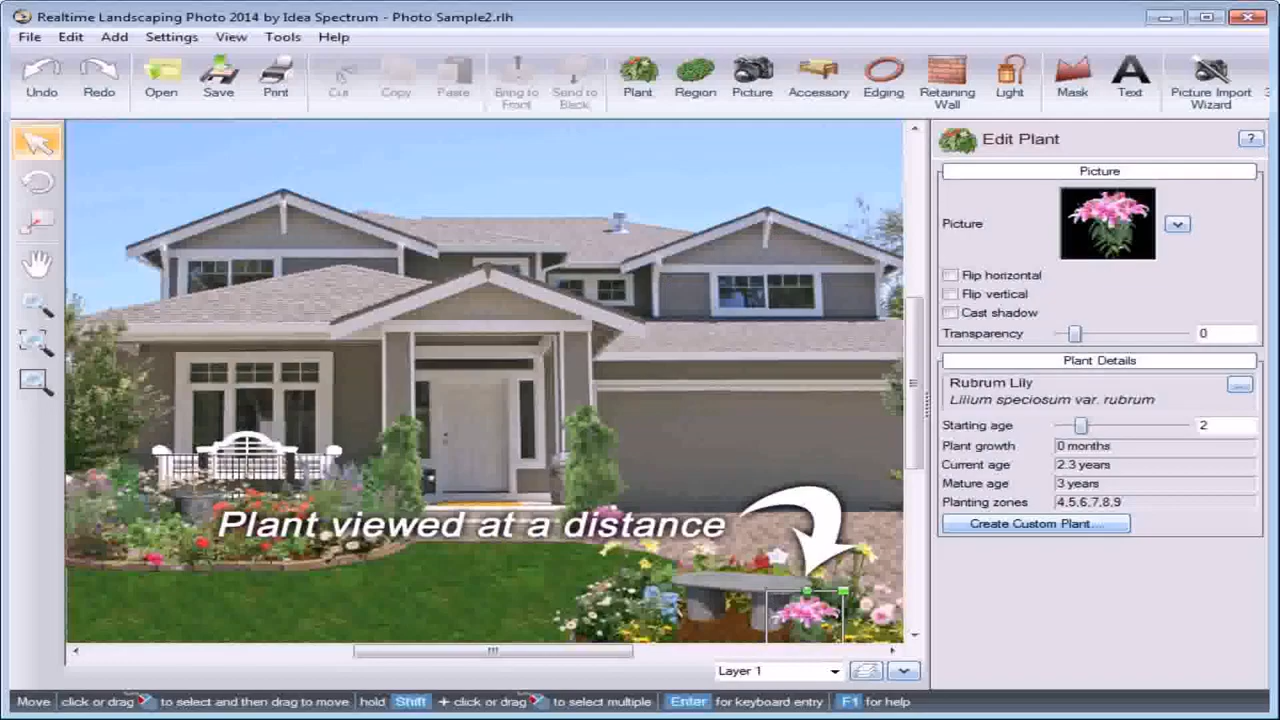 Realtime Landscaping Photo 2014 by Idea Spectrum - Photo Sample2.rlh
File Edit Add Settings View Tools Help
Undo Redo Open Save Print Cut Copy Paste Bring to Front Send to Back Plant Region Picture Accessory Edging Retaining Wall Light Mask Text Picture Import Wizard 3
Edit Plant ?
Picture
Picture
Flip horizontal
Flip vertical
Cast shadow
Transparency 0
Plant Details
Rubrum Lily ...
Lilium speciosum var. rubrum
Starting age 2
Plant growth 0 months
Current age 2.3 years
Mature age 3 years
Planting zones 4,5,6,7,8,9
Create Custom Plant...
Plant viewed at a distance
Layer 1
Move click or drag to select and then drag to move hold Shift + click or drag to select multiple Enter for keyboard entry F1 for help